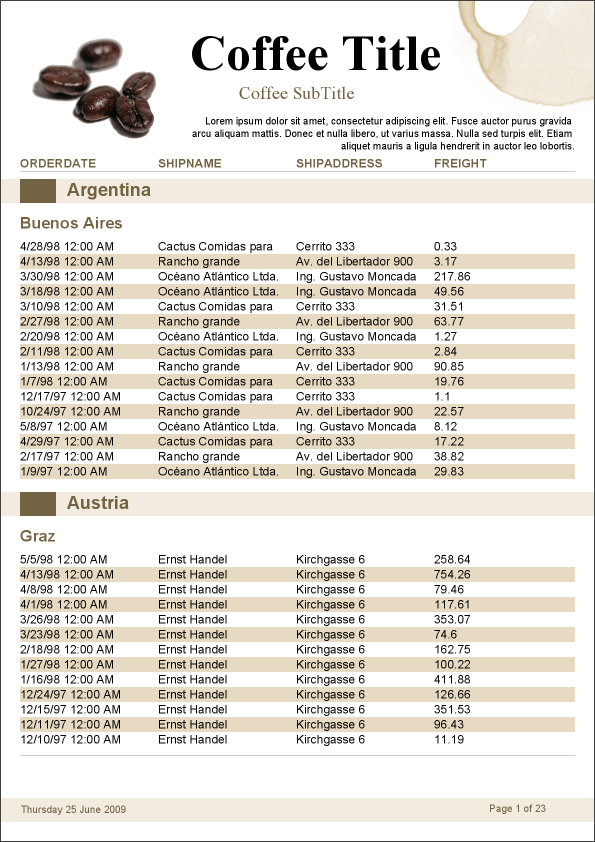 Coffee Title
Coffee SubTitle
Lorem ipsum dolor sit amet, consectetur adipiscing elit. Fusce auctor purus gravida
arcu aliquam mattis. Donec et nulla libero, ut varius massa. Nulla sed turpis elit. Etiam
aliquet mauris a ligula hendrerit in auctor leo lobortis.
ORDERDATE SHIPNAME SHIPADDRESS FREIGHT
Argentina
Buenos Aires
4/28/98 12:00 AM Cactus Comidas para Cerrito 333 0.33
4/13/98 12:00 AM Rancho grande Av. del Libertador 900 3.17
3/30/98 12:00 AM Océano Atlántico Ltda. Ing. Gustavo Moncada 217.86
3/18/98 12:00 AM Océano Atlántico Ltda. Ing. Gustavo Moncada 49.56
3/10/98 12:00 AM Cactus Comidas para Cerrito 333 31.51
2/27/98 12:00 AM Rancho grande Av. del Libertador 900 63.77
2/20/98 12:00 AM Océano Atlántico Ltda. Ing. Gustavo Moncada 1.27
2/11/98 12:00 AM Cactus Comidas para Cerrito 333 2.84
1/13/98 12:00 AM Rancho grande Av. del Libertador 900 90.85
1/7/98 12:00 AM Cactus Comidas para Cerrito 333 19.76
12/17/97 12:00 AM Cactus Comidas para Cerrito 333 1.1
10/24/97 12:00 AM Rancho grande Av. del Libertador 900 22.57
5/8/97 12:00 AM Océano Atlántico Ltda. Ing. Gustavo Moncada 8.12
4/29/97 12:00 AM Cactus Comidas para Cerrito 333 17.22
2/17/97 12:00 AM Rancho grande Av. del Libertador 900 38.82
1/9/97 12:00 AM Océano Atlántico Ltda. Ing. Gustavo Moncada 29.83
Austria
Graz
5/5/98 12:00 AM Ernst Handel Kirchgasse 6 258.64
4/13/98 12:00 AM Ernst Handel Kirchgasse 6 754.26
4/8/98 12:00 AM Ernst Handel Kirchgasse 6 79.46
4/1/98 12:00 AM Ernst Handel Kirchgasse 6 117.61
3/26/98 12:00 AM Ernst Handel Kirchgasse 6 353.07
3/23/98 12:00 AM Ernst Handel Kirchgasse 6 74.6
2/18/98 12:00 AM Ernst Handel Kirchgasse 6 162.75
1/27/98 12:00 AM Ernst Handel Kirchgasse 6 100.22
1/16/98 12:00 AM Ernst Handel Kirchgasse 6 411.88
12/24/97 12:00 AM Ernst Handel Kirchgasse 6 126.66
12/15/97 12:00 AM Ernst Handel Kirchgasse 6 351.53
12/11/97 12:00 AM Ernst Handel Kirchgasse 6 96.43
12/10/97 12:00 AM Ernst Handel Kirchgasse 6 11.19
Thursday 25 June 2009 Page 1 of 23